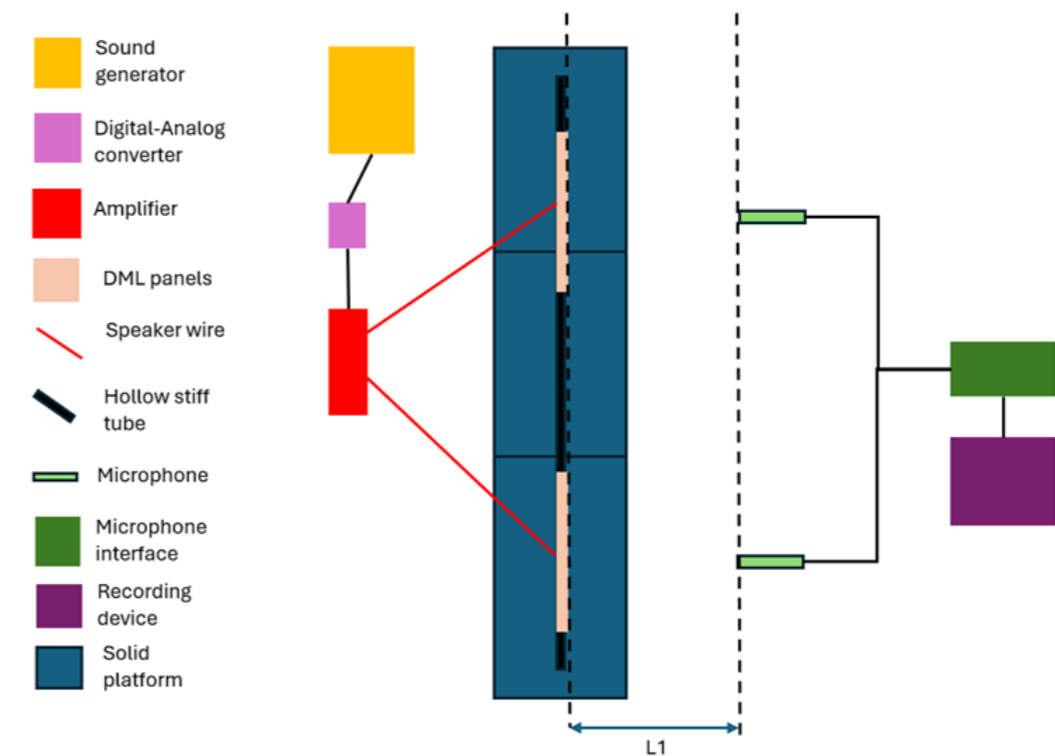 Sound
generator
Digital-Analog
converter
Amplifier
DML panels
Speaker wire
Hollow stiff
tube
Microphone
Microphone
interface
Recording
device
Solid
platform
L1